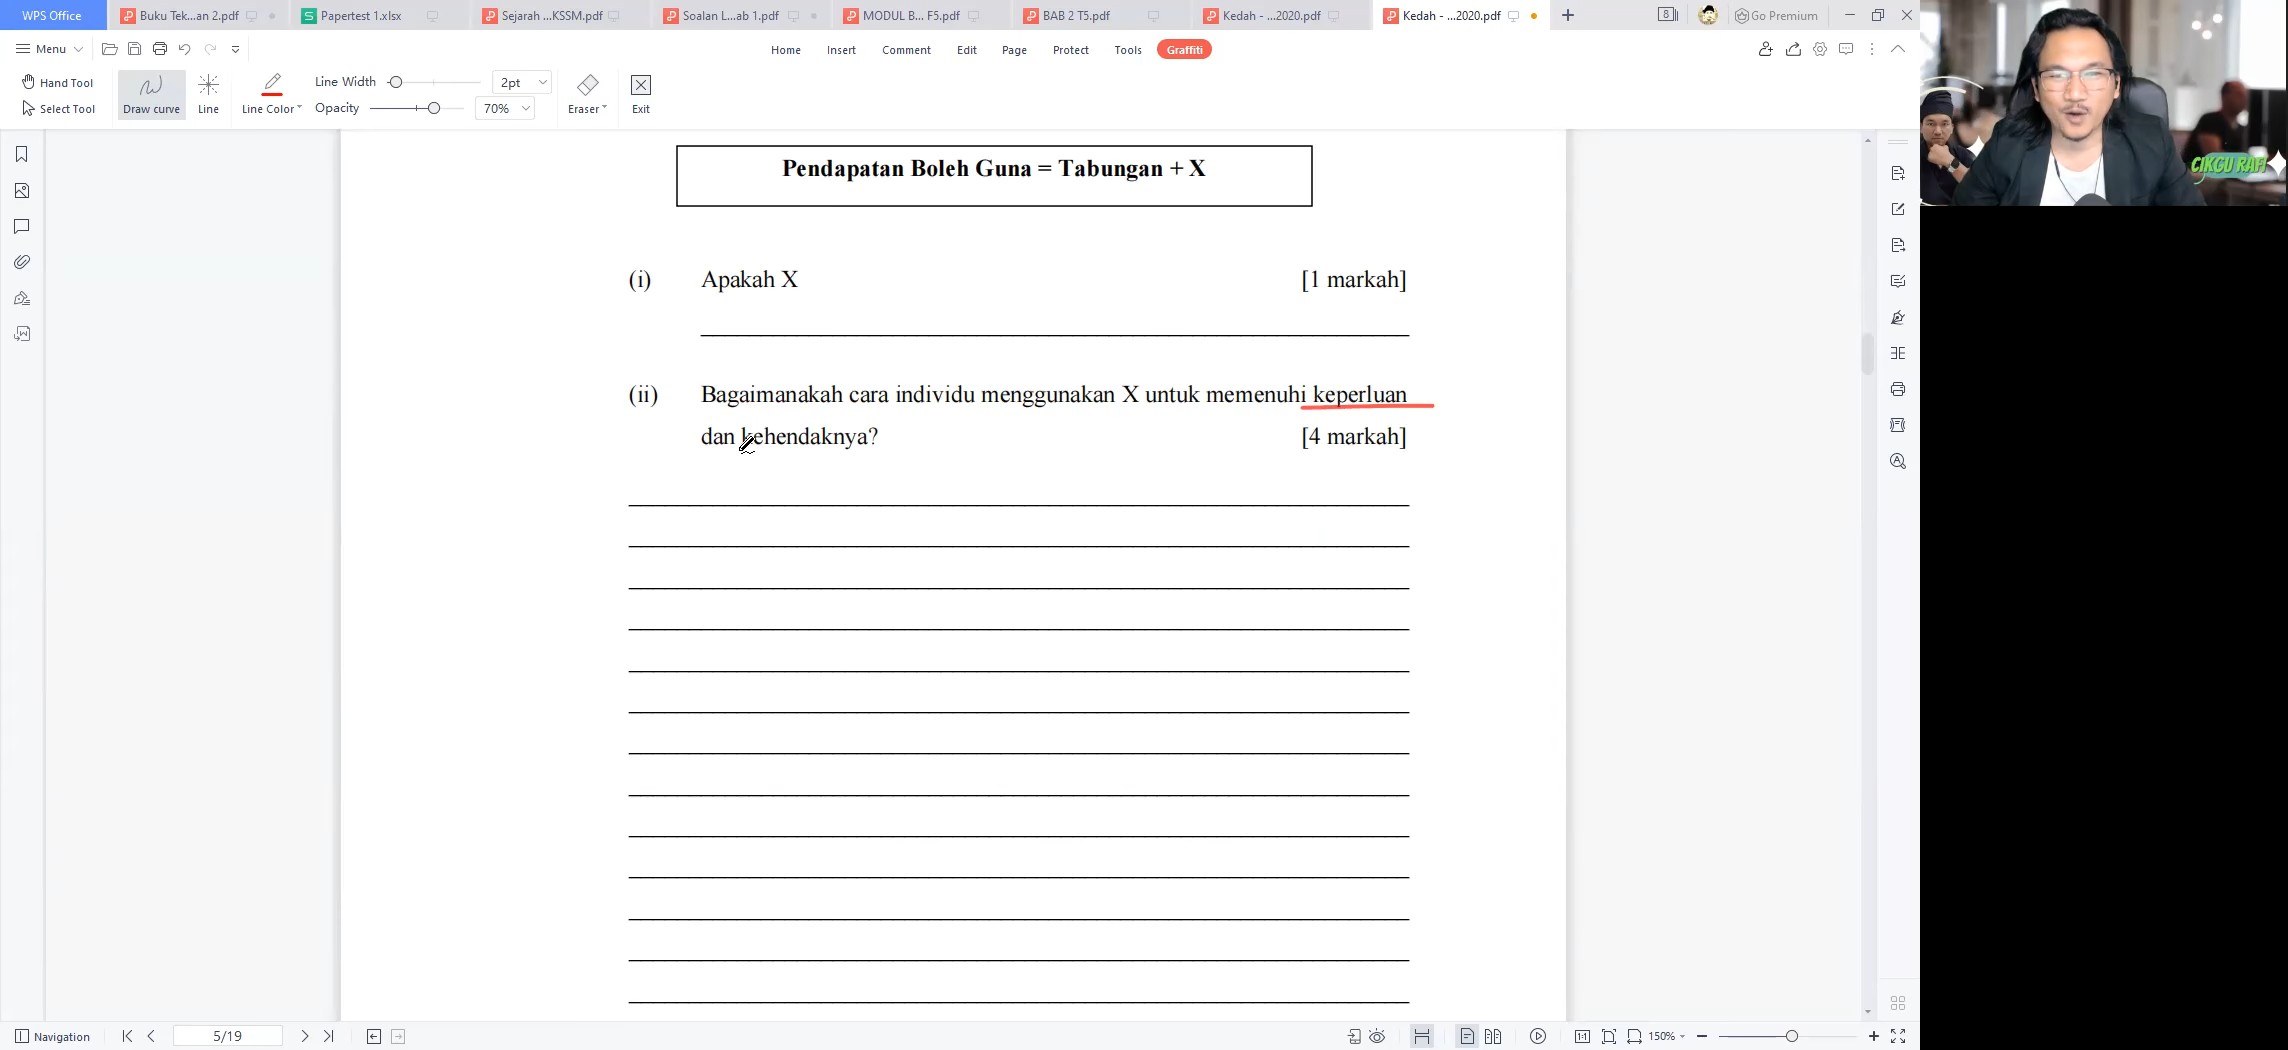 WPS Office
Buku Tek...an 2.pdf
Papertest 1.xlsx
Sejarah ...KSSM.pdf
Soalan L...ab 1.pdf
MODUL B... F5.pdf
BAB 2 T5.pdf
Kedah - ...2020.pdf
Kedah - ...2020.pdf
8
Go Premium
Menu
Home
Insert
Comment
Edit
Page
Protect
Tools
Graffiti
Hand Tool
Select Tool
Draw curve
Line
Line Color
Line Width
2pt
Opacity
70%
Eraser
Exit
CIKGU RAFI
Pendapatan Boleh Guna = Tabungan + X
(i) Apakah X [1 markah]
(ii) Bagaimanakah cara individu menggunakan X untuk memenuhi keperluan
dan kehendaknya? [4 markah]
Navigation
5/19
1:1
150%